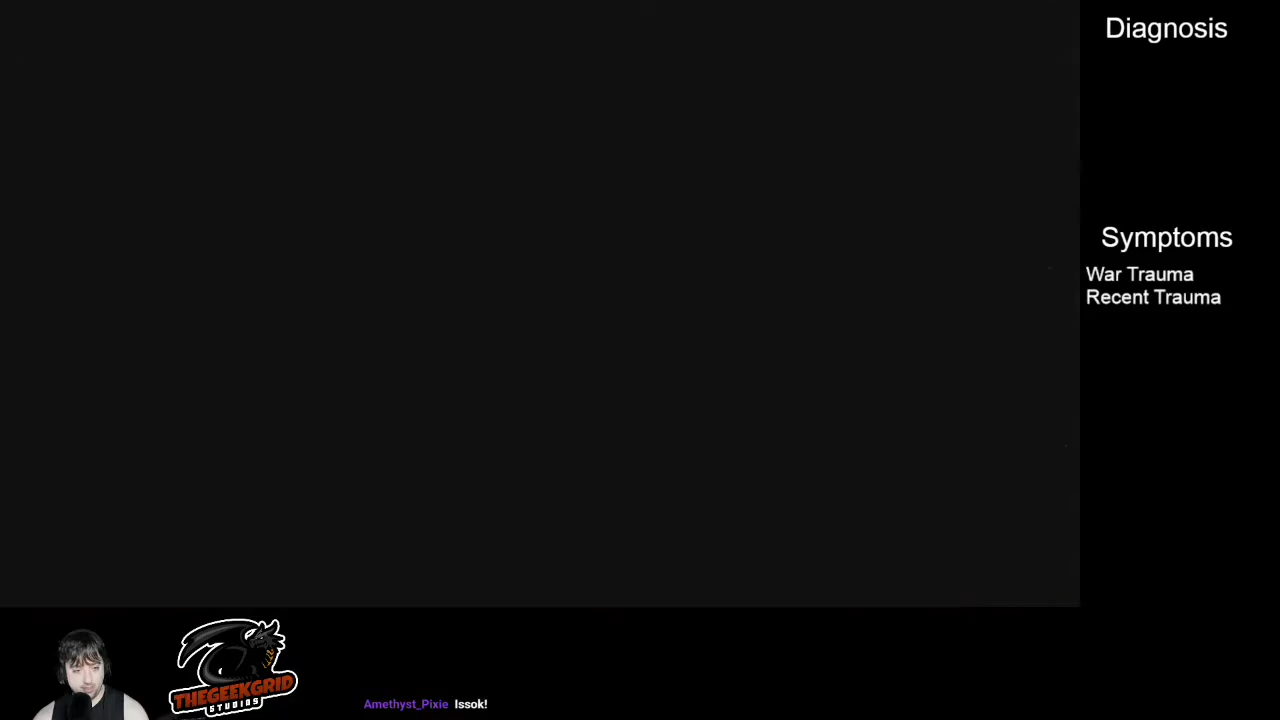 Diagnosis
Symptoms
War Trauma
Recent Trauma
THEGEEKGRID
STUDIOS
Amethyst_Pixie Issok!